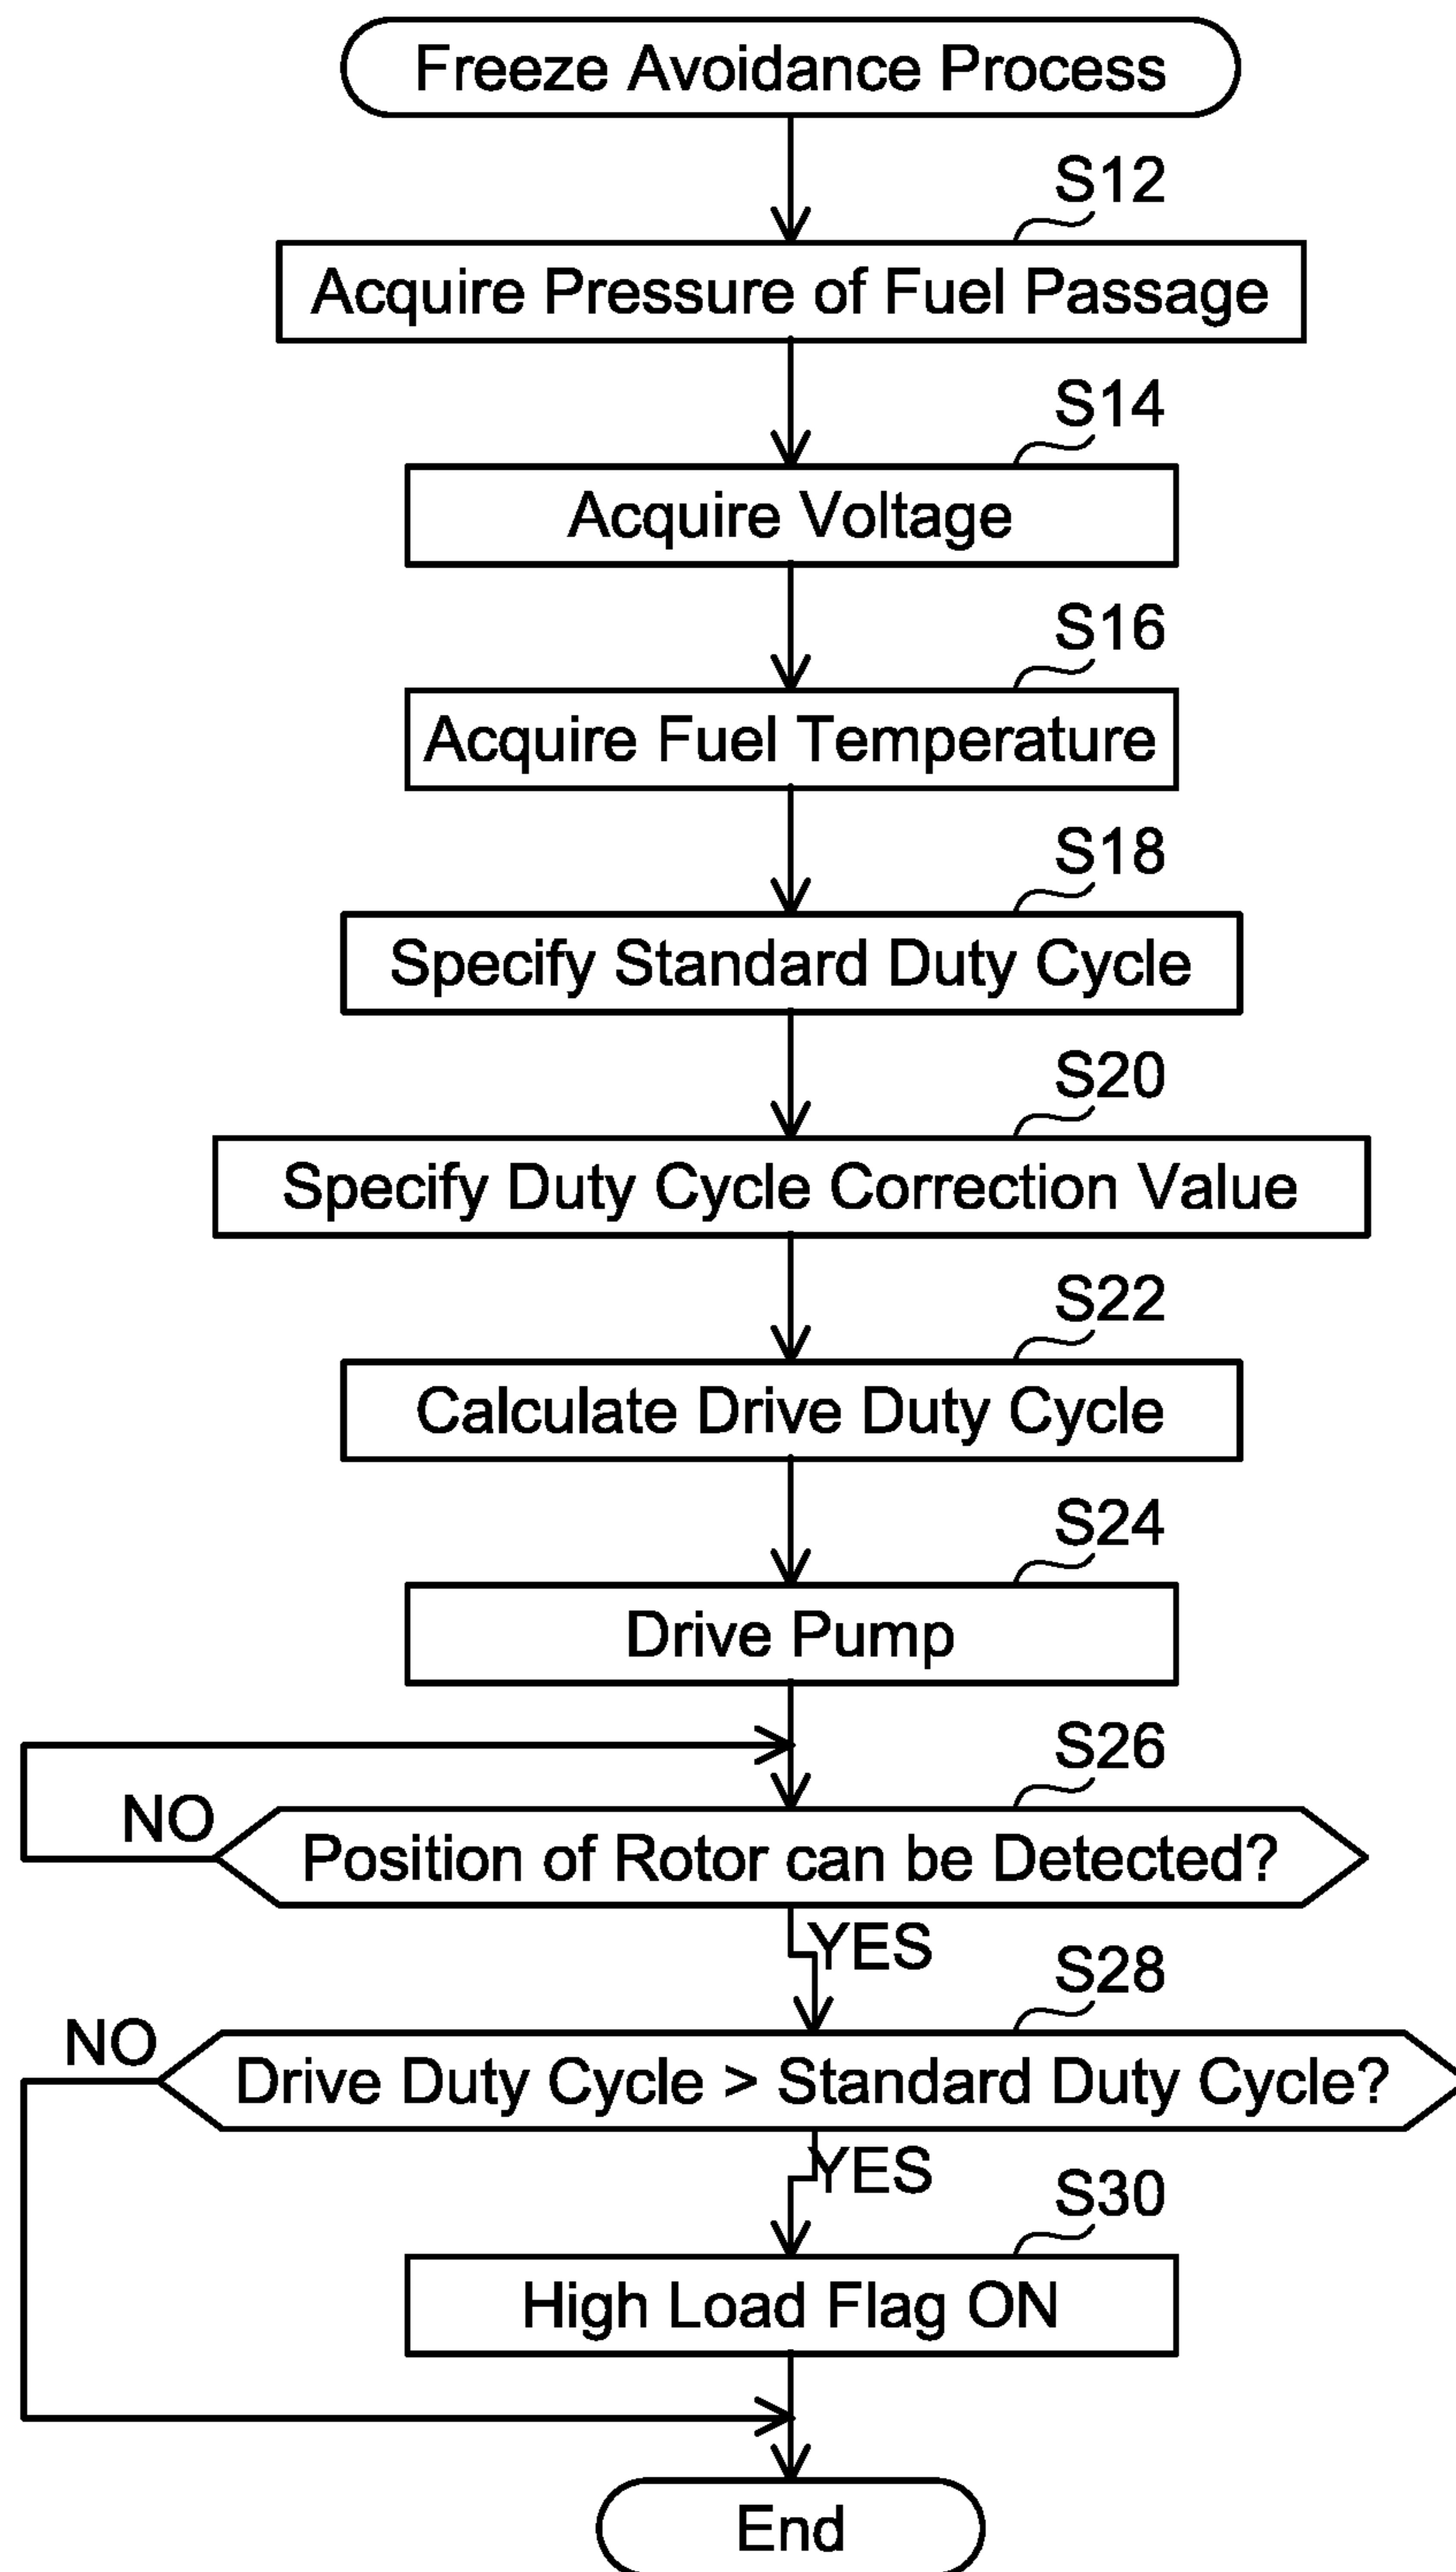 Freeze Avoidance Process
S12
Acquire Pressure of Fuel Passage
S14
Acquire Voltage
S16
Acquire Fuel Temperature
S18
Specify Standard Duty Cycle
S20
Specify Duty Cycle Correction Value
S22
Calculate Drive Duty Cycle
S24
Drive Pump
S26
NO
Position of Rotor can be Detected?
YES
S28
NO
Drive Duty Cycle > Standard Duty Cycle?
YES
S30
High Load Flag ON
End